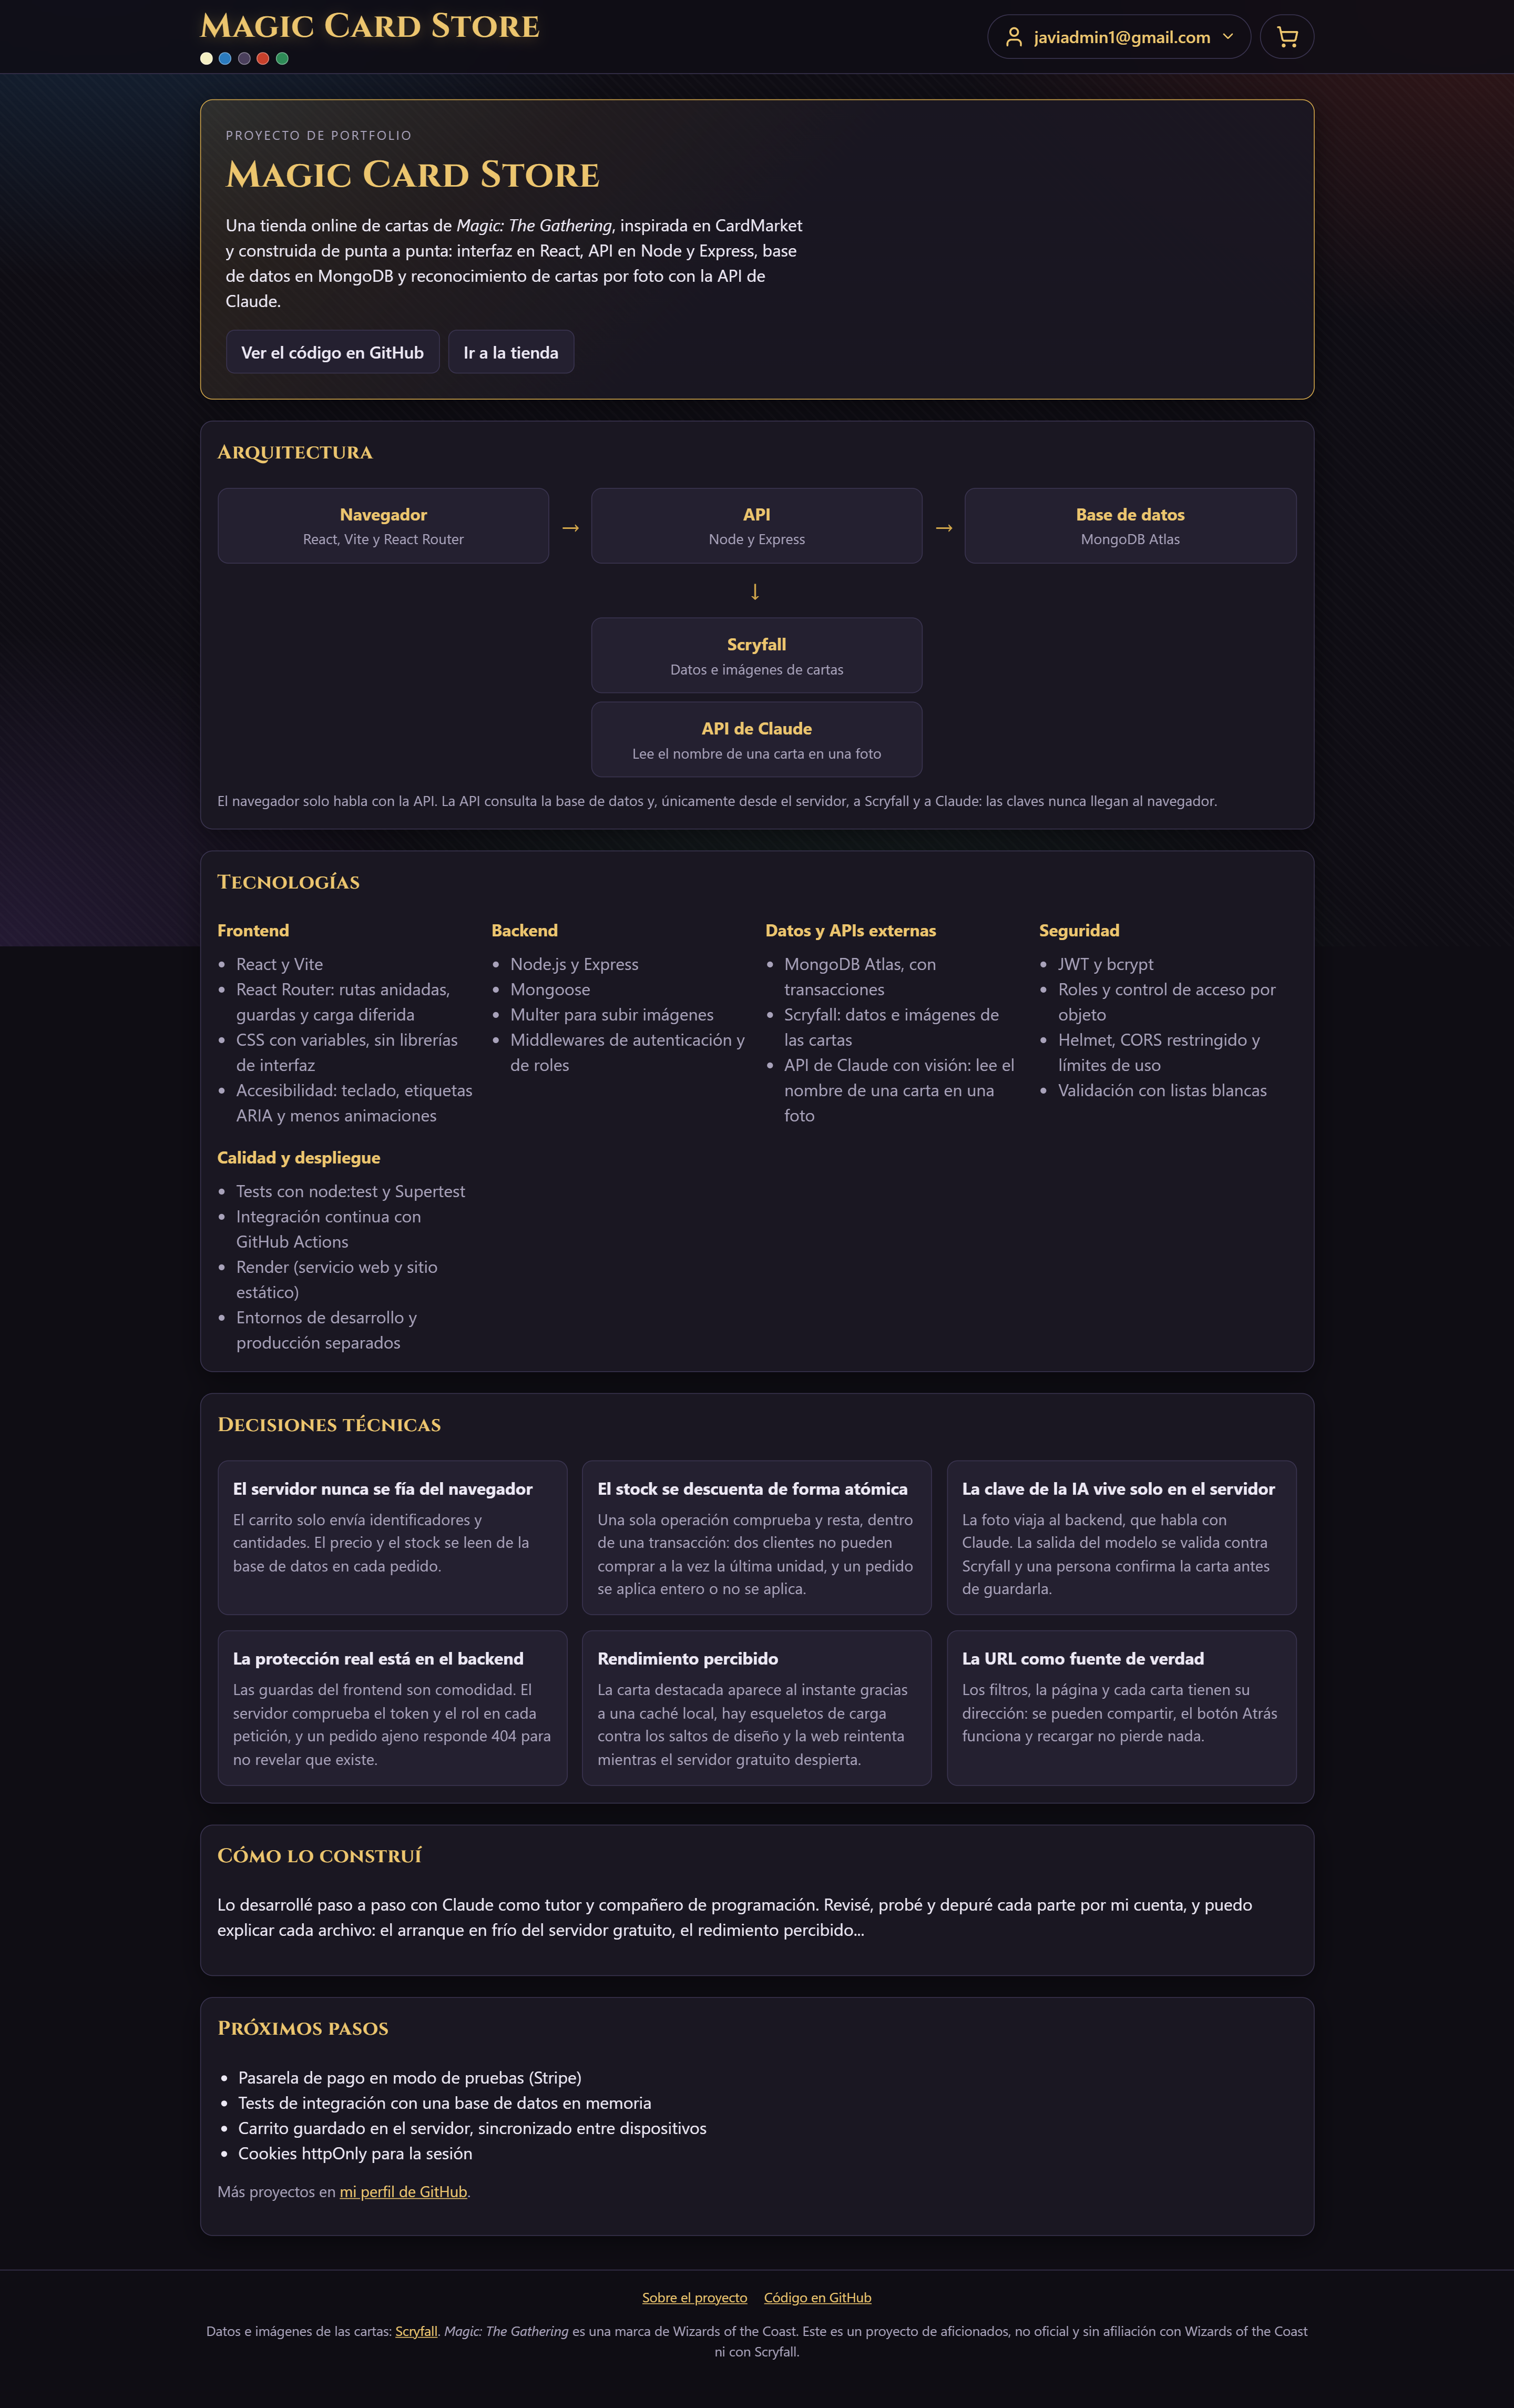 Magic Card Store
javiadmin1@gmail.com
PROYECTO DE PORTFOLIO
Magic Card Store
Una tienda online de cartas de Magic: The Gathering, inspirada en CardMarket
y construida de punta a punta: interfaz en React, API en Node y Express, base
de datos en MongoDB y reconocimiento de cartas por foto con la API de
Claude.
Ver el código en GitHub
Ir a la tienda
Arquitectura
Navegador
React, Vite y React Router
→
API
Node y Express
→
Base de datos
MongoDB Atlas
↓
Scryfall
Datos e imágenes de cartas
API de Claude
Lee el nombre de una carta en una foto
El navegador solo habla con la API. La API consulta la base de datos y, únicamente desde el servidor, a Scryfall y a Claude: las claves nunca llegan al navegador.
Tecnologías
Frontend
• React y Vite
• React Router: rutas anidadas,
guardas y carga diferida
• CSS con variables, sin librerías
de interfaz
• Accesibilidad: teclado, etiquetas
ARIA y menos animaciones
Backend
• Node.js y Express
• Mongoose
• Multer para subir imágenes
• Middlewares de autenticación y
de roles
Datos y APIs externas
• MongoDB Atlas, con
transacciones
• Scryfall: datos e imágenes de
las cartas
• API de Claude con visión: lee el
nombre de una carta en una
foto
Seguridad
• JWT y bcrypt
• Roles y control de acceso por
objeto
• Helmet, CORS restringido y
límites de uso
• Validación con listas blancas
Calidad y despliegue
• Tests con node:test y Supertest
• Integración continua con
GitHub Actions
• Render (servicio web y sitio
estático)
• Entornos de desarrollo y
producción separados
Decisiones técnicas
El servidor nunca se fía del navegador
El carrito solo envía identificadores y
cantidades. El precio y el stock se leen de la
base de datos en cada pedido.
El stock se descuenta de forma atómica
Una sola operación comprueba y resta, dentro
de una transacción: dos clientes no pueden
comprar a la vez la última unidad, y un pedido
se aplica entero o no se aplica.
La clave de la IA vive solo en el servidor
La foto viaja al backend, que habla con
Claude. La salida del modelo se valida contra
Scryfall y una persona confirma la carta antes
de guardarla.
La protección real está en el backend
Las guardas del frontend son comodidad. El
servidor comprueba el token y el rol en cada
petición, y un pedido ajeno responde 404 para
no revelar que existe.
Rendimiento percibido
La carta destacada aparece al instante gracias
a una caché local, hay esqueletos de carga
contra los saltos de diseño y la web reintenta
mientras el servidor gratuito despierta.
La URL como fuente de verdad
Los filtros, la página y cada carta tienen su
dirección: se pueden compartir, el botón Atrás
funciona y recargar no pierde nada.
Cómo lo construí
Lo desarrollé paso a paso con Claude como tutor y compañero de programación. Revisé, probé y depuré cada parte por mi cuenta, y puedo
explicar cada archivo: el arranque en frío del servidor gratuito, el redimiento percibido...
Próximos pasos
• Pasarela de pago en modo de pruebas (Stripe)
• Tests de integración con una base de datos en memoria
• Carrito guardado en el servidor, sincronizado entre dispositivos
• Cookies httpOnly para la sesión
Más proyectos en mi perfil de GitHub.
Sobre el proyecto
Código en GitHub
Datos e imágenes de las cartas: Scryfall. Magic: The Gathering es una marca de Wizards of the Coast. Este es un proyecto de aficionados, no oficial y sin afiliación con Wizards of the Coast
ni con Scryfall.